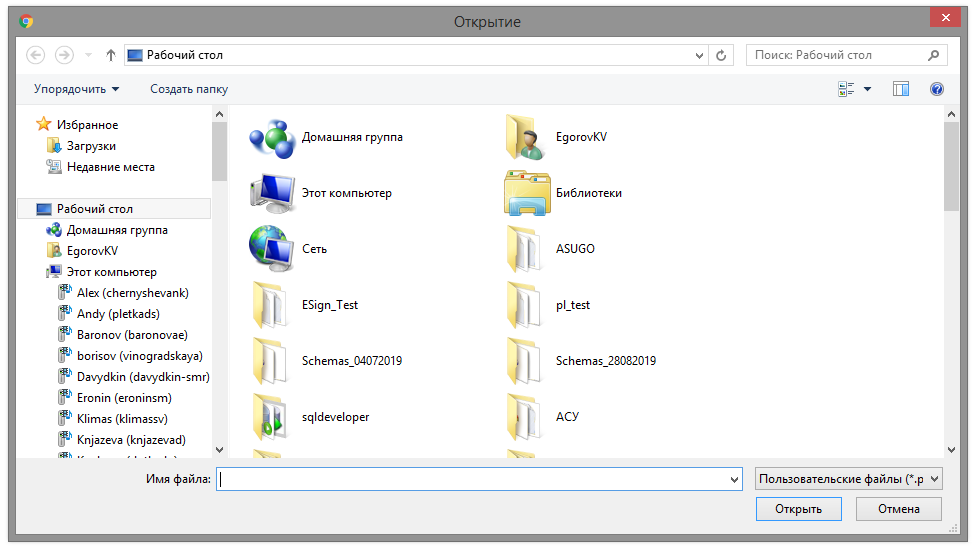 Открытие
Рабочий стол
Поиск: Рабочий стол
Упорядочить
Создать папку
Избранное
Загрузки
Недавние места
Рабочий стол
Домашняя группа
EgorovKV
Этот компьютер
Alex (chernyshevank)
Andy (pletkads)
Baronov (baronovae)
borisov (vinogradskaya)
Davydkin (davydkin-smr)
Eronin (eroninsm)
Klimas (klimassv)
Knjazeva (knjazevad)
Домашняя группа
EgorovKV
Этот компьютер
Библиотеки
Сеть
ASUGO
ESign_Test
pl_test
Schemas_04072019
Schemas_28082019
sqldeveloper
АСУ
Имя файла:
Пользовательские файлы (*.p
Открыть
Отмена